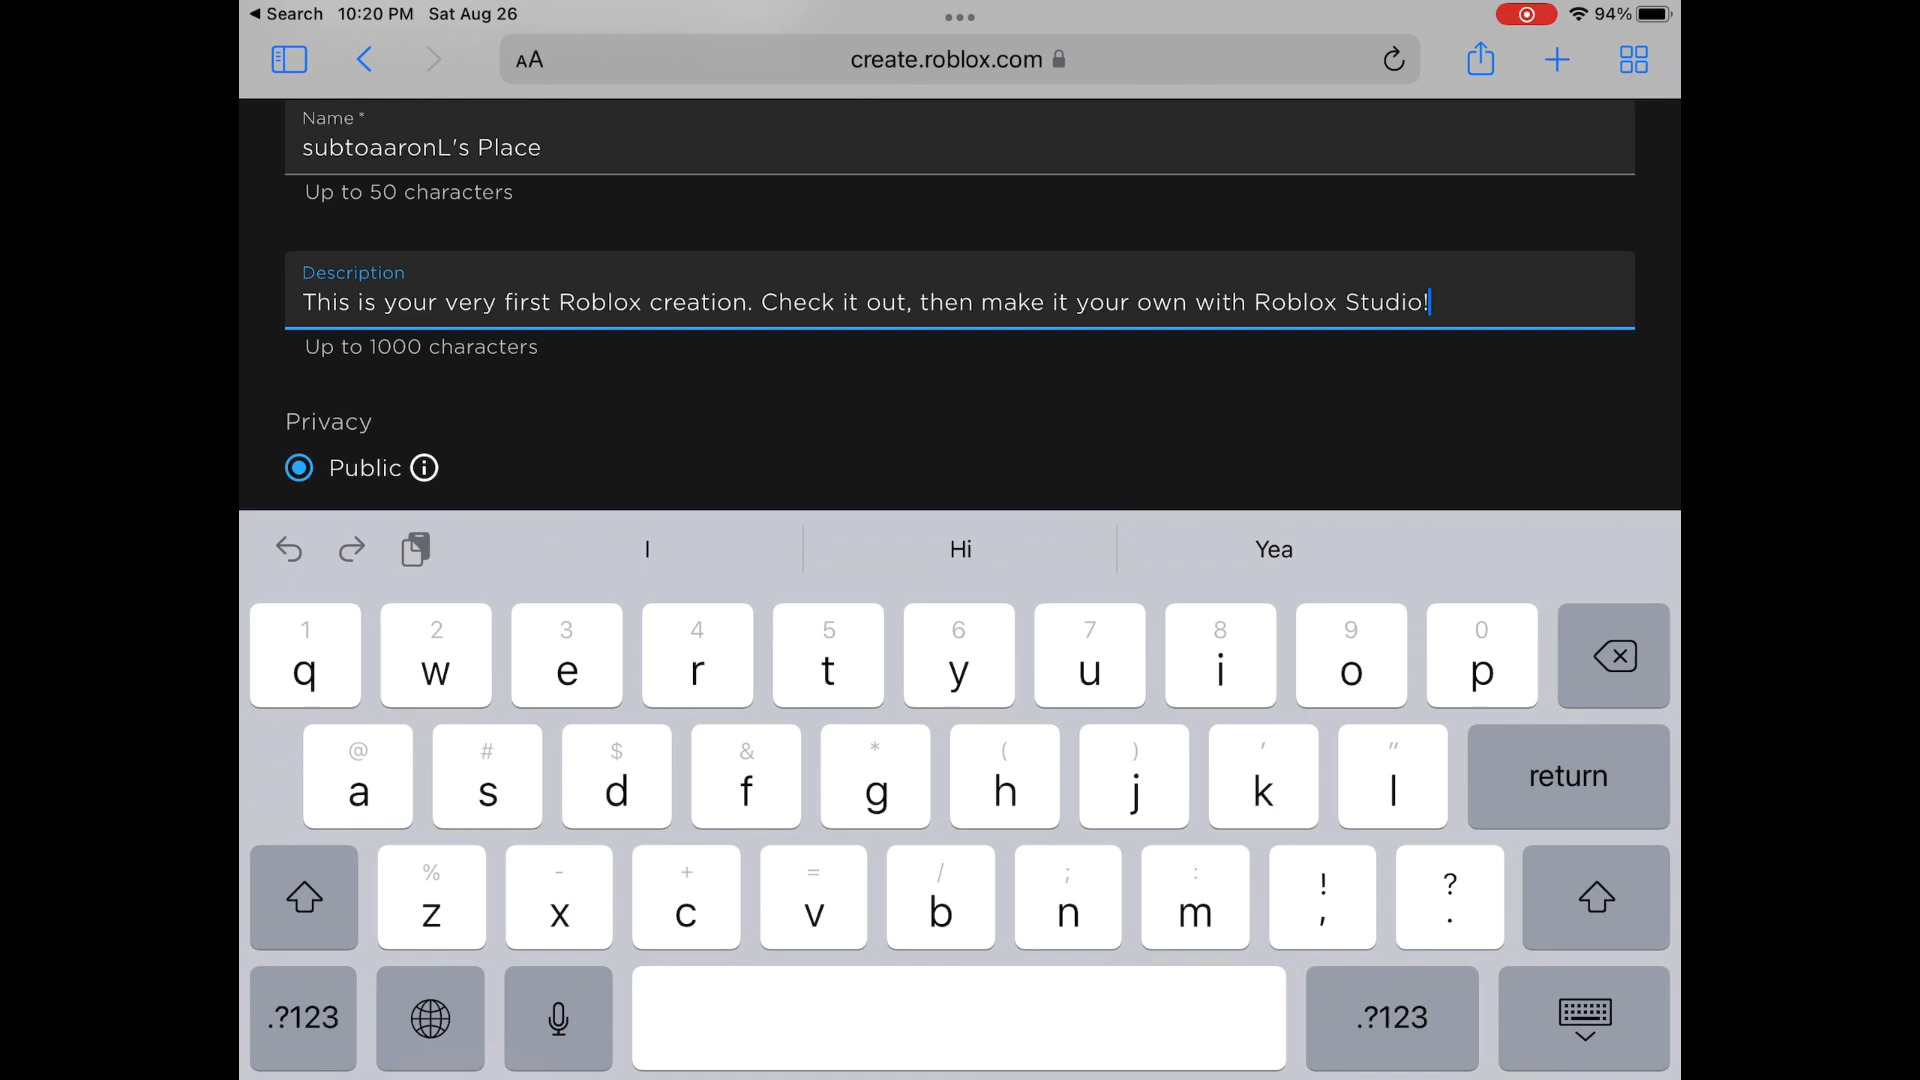 ◀ Search 10:20 PM Sat Aug 26
94%
AA create.roblox.com
Name *
subtoaaronL's Place
Up to 50 characters
Description
This is your very first Roblox creation. Check it out, then make it your own with Roblox Studio!
Up to 1000 characters
Privacy
Public
I Hi Yea
1 2 3 4 5 6 7 8 9 0
q w e r t y u i o p
@ # $ & * ( ) ' "
a s d f g h j k l return
% - + = / ; : ! ?
z x c v b n m , .
.?123 .?123